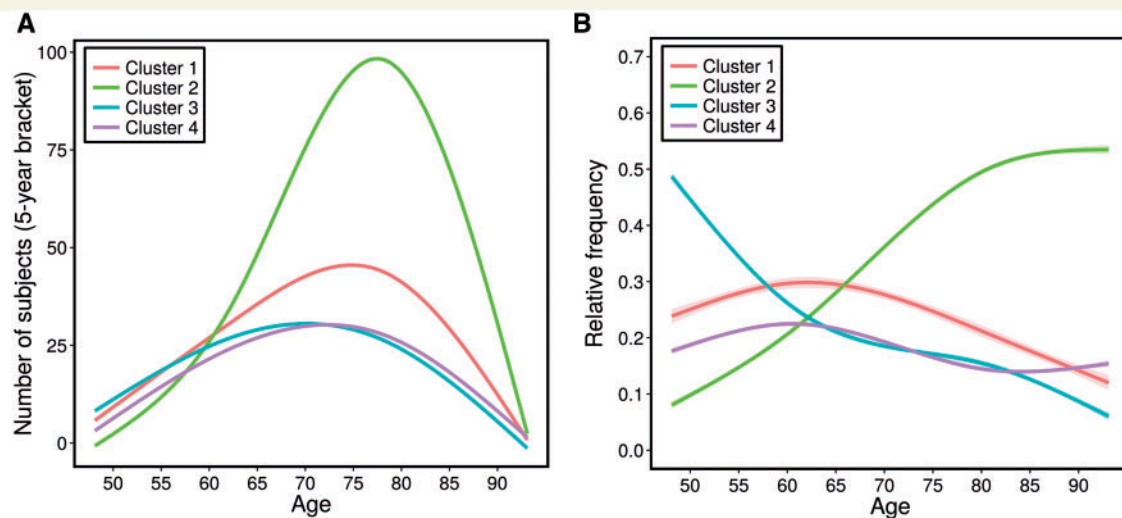 A
Number of subjects (5-year bracket)
100
75
50
25
0
Cluster 1
Cluster 2
Cluster 3
Cluster 4
50 55 60 65 70 75 80 85 90
Age
B
Relative frequency
0.7
0.6
0.5
0.4
0.3
0.2
0.1
0.0
Cluster 1
Cluster 2
Cluster 3
Cluster 4
50 55 60 65 70 75 80 85 90
Age